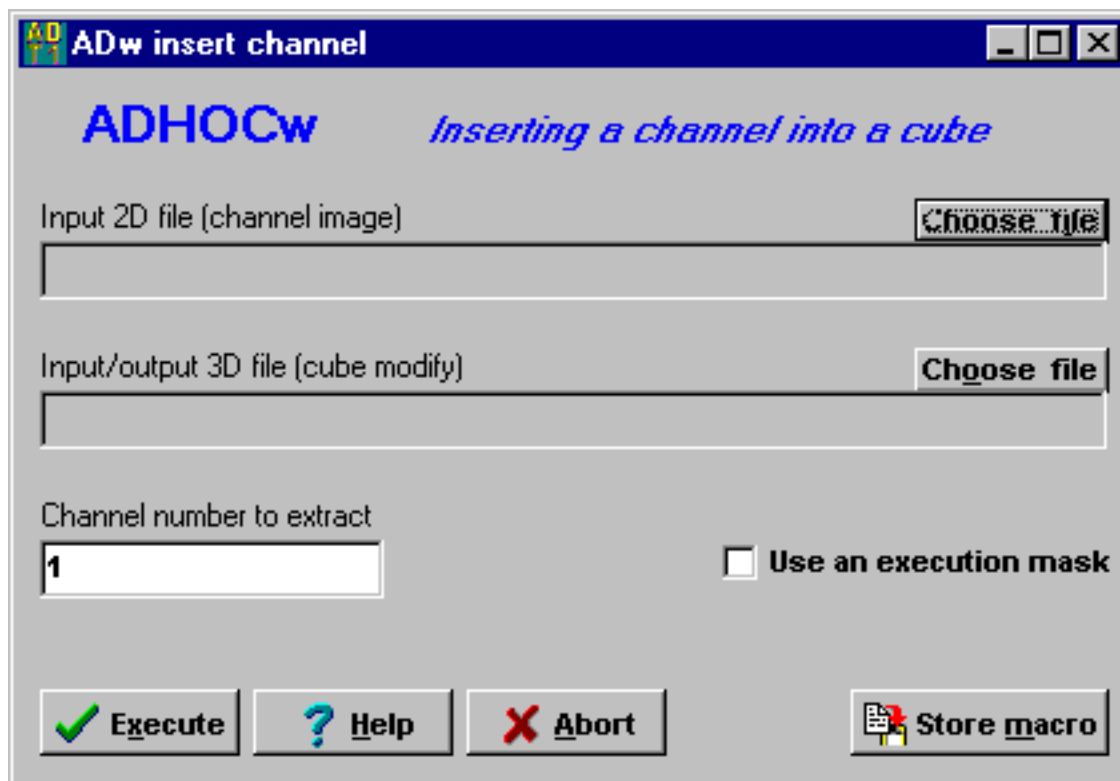 ADw insert channel
ADHOCw Inserting a channel into a cube
Input 2D file (channel image) Choose file
Input/output 3D file (cube modify) Choose file
Channel number to extract
1 Use an execution mask
Execute Help Abort Store macro